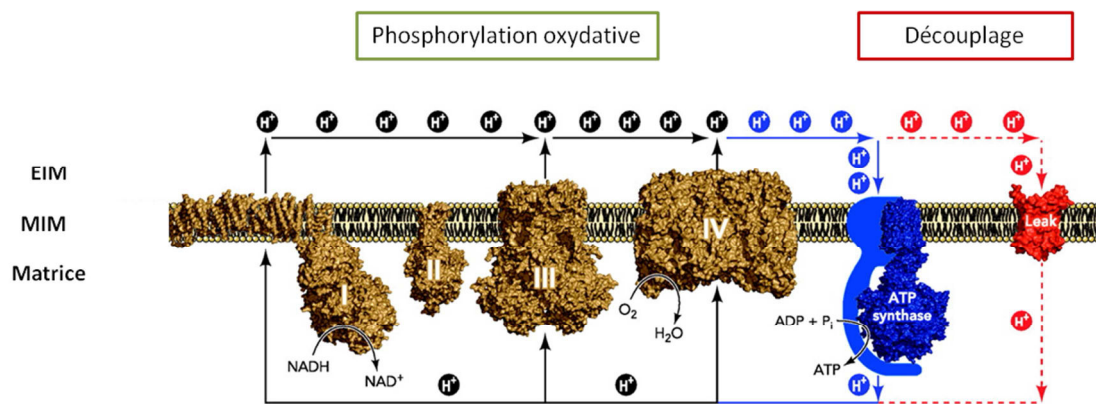 Phosphorylation oxydative
Découplage
H⁺ H⁺ H⁺ H⁺ H⁺ H⁺ H⁺ H⁺ H⁺ H⁺ H⁺ H⁺ H⁺ H⁺ H⁺ H⁺
H⁺ H⁺
H⁺
EIM
MIM
Matrice
I
II
III
IV
Leak
ATP
synthase
O₂
H₂O
ADP + Pᵢ
ATP
NADH
NAD⁺
H⁺
H⁺ H⁺ H⁺